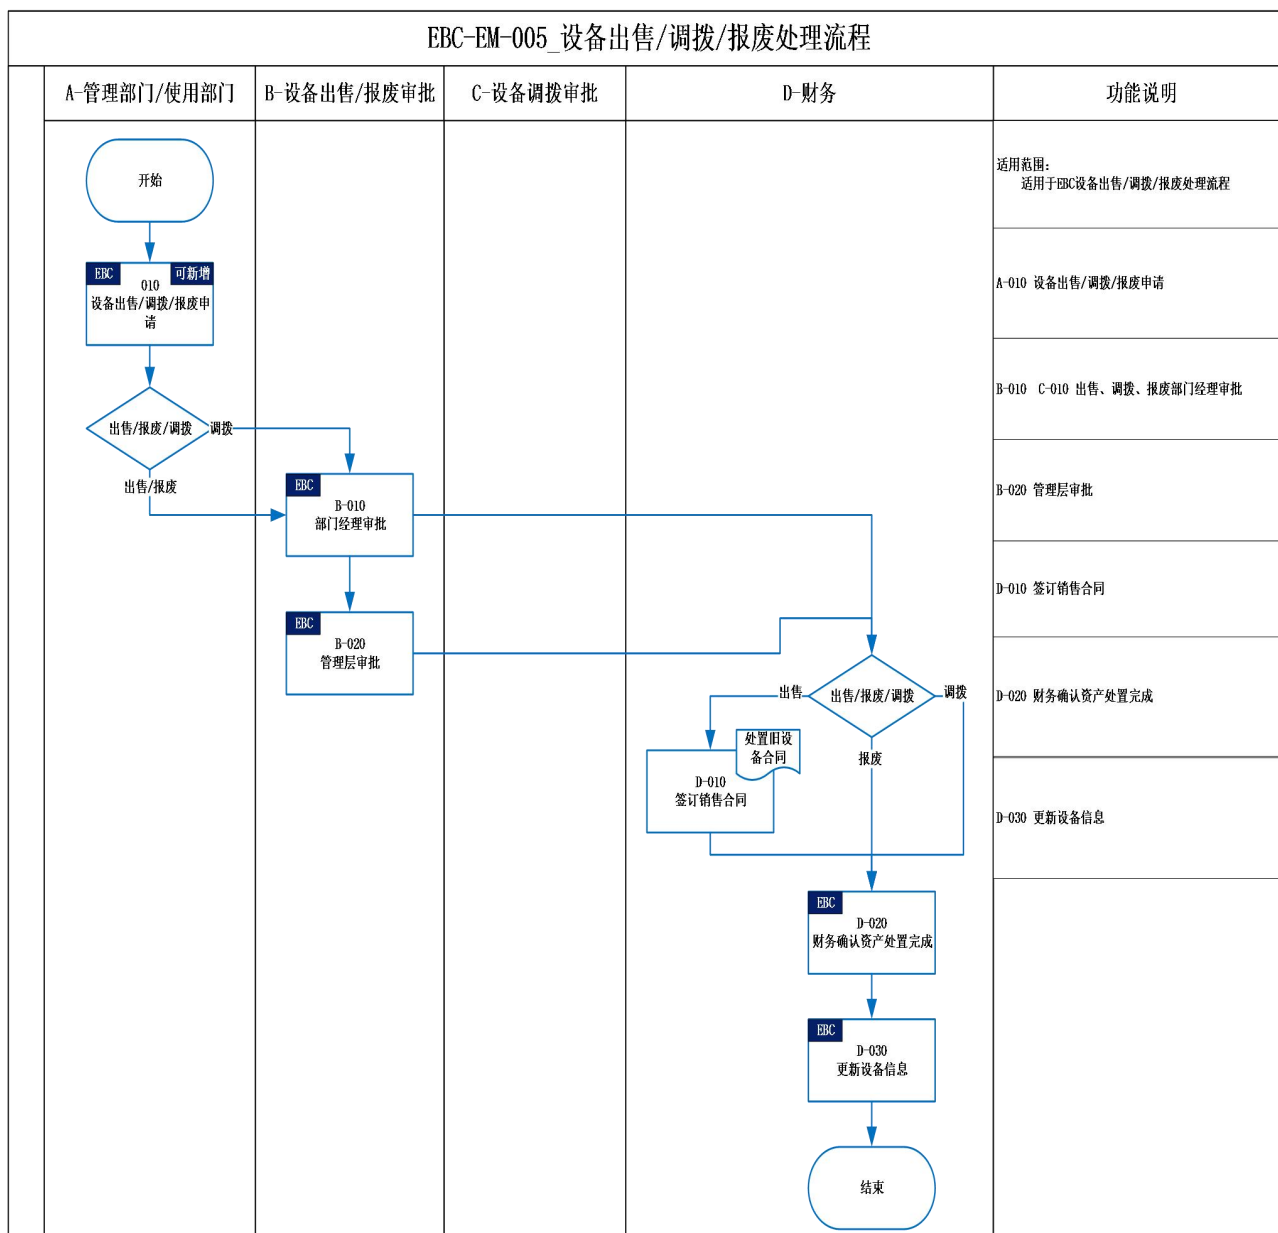 EBC-EM-005_设备出售/调拨/报废处理流程
A-管理部门/使用部门
B-设备出售/报废审批
C-设备调拨审批
D-财务
功能说明
开始
适用范围：
适用于EBC设备出售/调拨/报废处理流程
EBC
可新增
010
设备出售/调拨/报废申
请
A-010 设备出售/调拨/报废申请
出售/报废/调拨
调拨
出售/报废
B-010 C-010 出售、调拨、报废部门经理审批
EBC
B-010
部门经理审批
B-020 管理层审批
EBC
B-020
管理层审批
D-010 签订销售合同
出售
出售/报废/调拨
调拨
报废
D-020 财务确认资产处置完成
处置旧设
备合同
D-010
签订销售合同
D-030 更新设备信息
EBC
D-020
财务确认资产处置完成
EBC
D-030
更新设备信息
结束